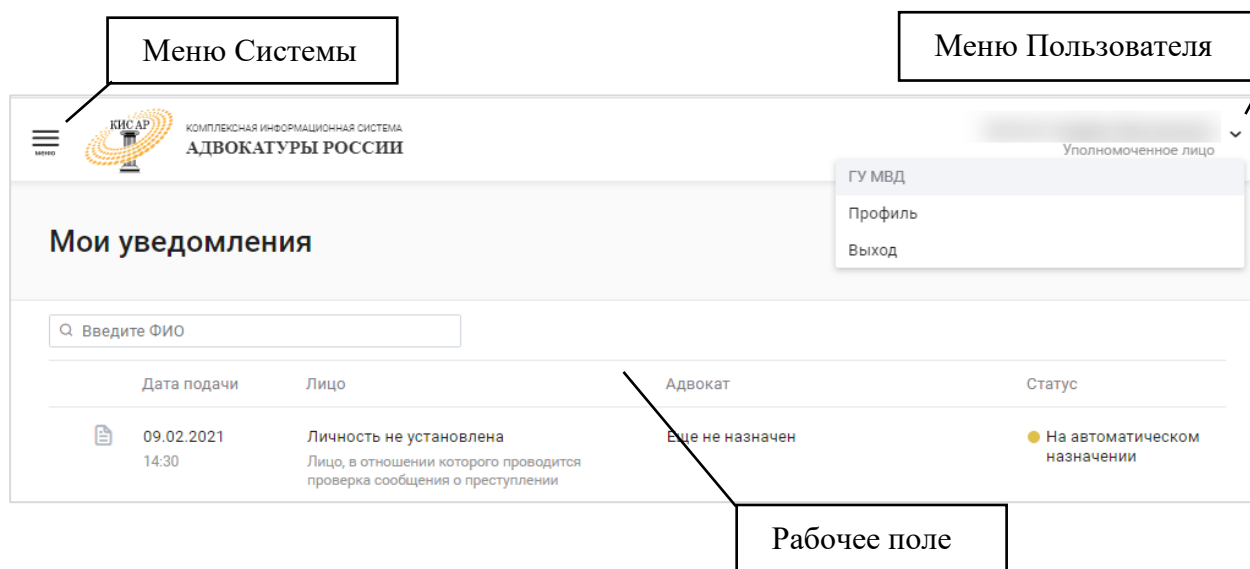 Меню Системы
Меню Пользователя
МЕНЮ
КИС АР
КОМПЛЕКСНАЯ ИНФОРМАЦИОННАЯ СИСТЕМА
АДВОКАТУРЫ РОССИИ
Уполномоченное лицо
ГУ МВД
Профиль
Выход
Мои уведомления
Введите ФИО
Дата подачи Лицо Адвокат Статус
09.02.2021 Личность не установлена Еще не назначен На автоматическом
14:30 Лицо, в отношении которого проводится назначении
проверка сообщения о преступлении
Рабочее поле